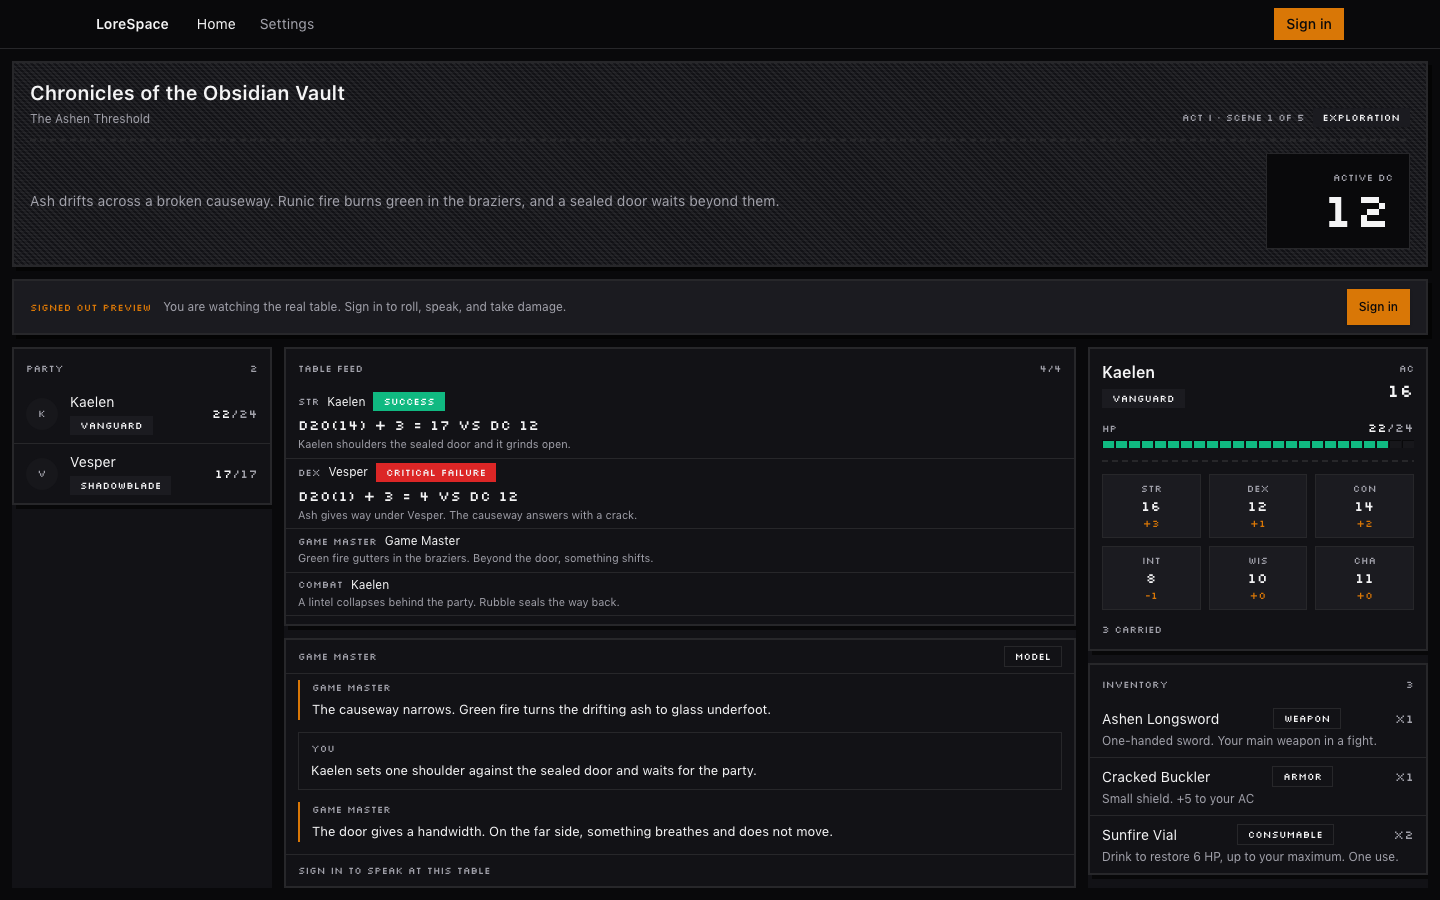 LoreSpace Home Settings Sign in
Chronicles of the Obsidian Vault
The Ashen Threshold
ACT I · SCENE 1 OF 5 EXPLORATION
ACTIVE DC
12
Ash drifts across a broken causeway. Runic fire burns green in the braziers, and a sealed door waits beyond them.
SIGNED OUT PREVIEW You are watching the real table. Sign in to roll, speak, and take damage. Sign in
PARTY 2
K Kaelen 22/24
VANGUARD
V Vesper 17/17
SHADOWBLADE
TABLE FEED 4/4
STR Kaelen SUCCESS
D20(14) + 3 = 17 VS DC 12
Kaelen shoulders the sealed door and it grinds open.
DEX Vesper CRITICAL FAILURE
D20(1) + 3 = 4 VS DC 12
Ash gives way under Vesper. The causeway answers with a crack.
GAME MASTER Game Master
Green fire gutters in the braziers. Beyond the door, something shifts.
COMBAT Kaelen
A lintel collapses behind the party. Rubble seals the way back.
GAME MASTER MODEL
GAME MASTER
The causeway narrows. Green fire turns the drifting ash to glass underfoot.
YOU
Kaelen sets one shoulder against the sealed door and waits for the party.
GAME MASTER
The door gives a handwidth. On the far side, something breathes and does not move.
SIGN IN TO SPEAK AT THIS TABLE
Kaelen AC
VANGUARD 16
HP 22/24
STR DEX CON
16 12 14
+3 +1 +2
INT WIS CHA
8 10 11
-1 +0 +0
3 CARRIED
INVENTORY 3
Ashen Longsword WEAPON X1
One-handed sword. Your main weapon in a fight.
Cracked Buckler ARMOR X1
Small shield. +5 to your AC
Sunfire Vial CONSUMABLE X2
Drink to restore 6 HP, up to your maximum. One use.